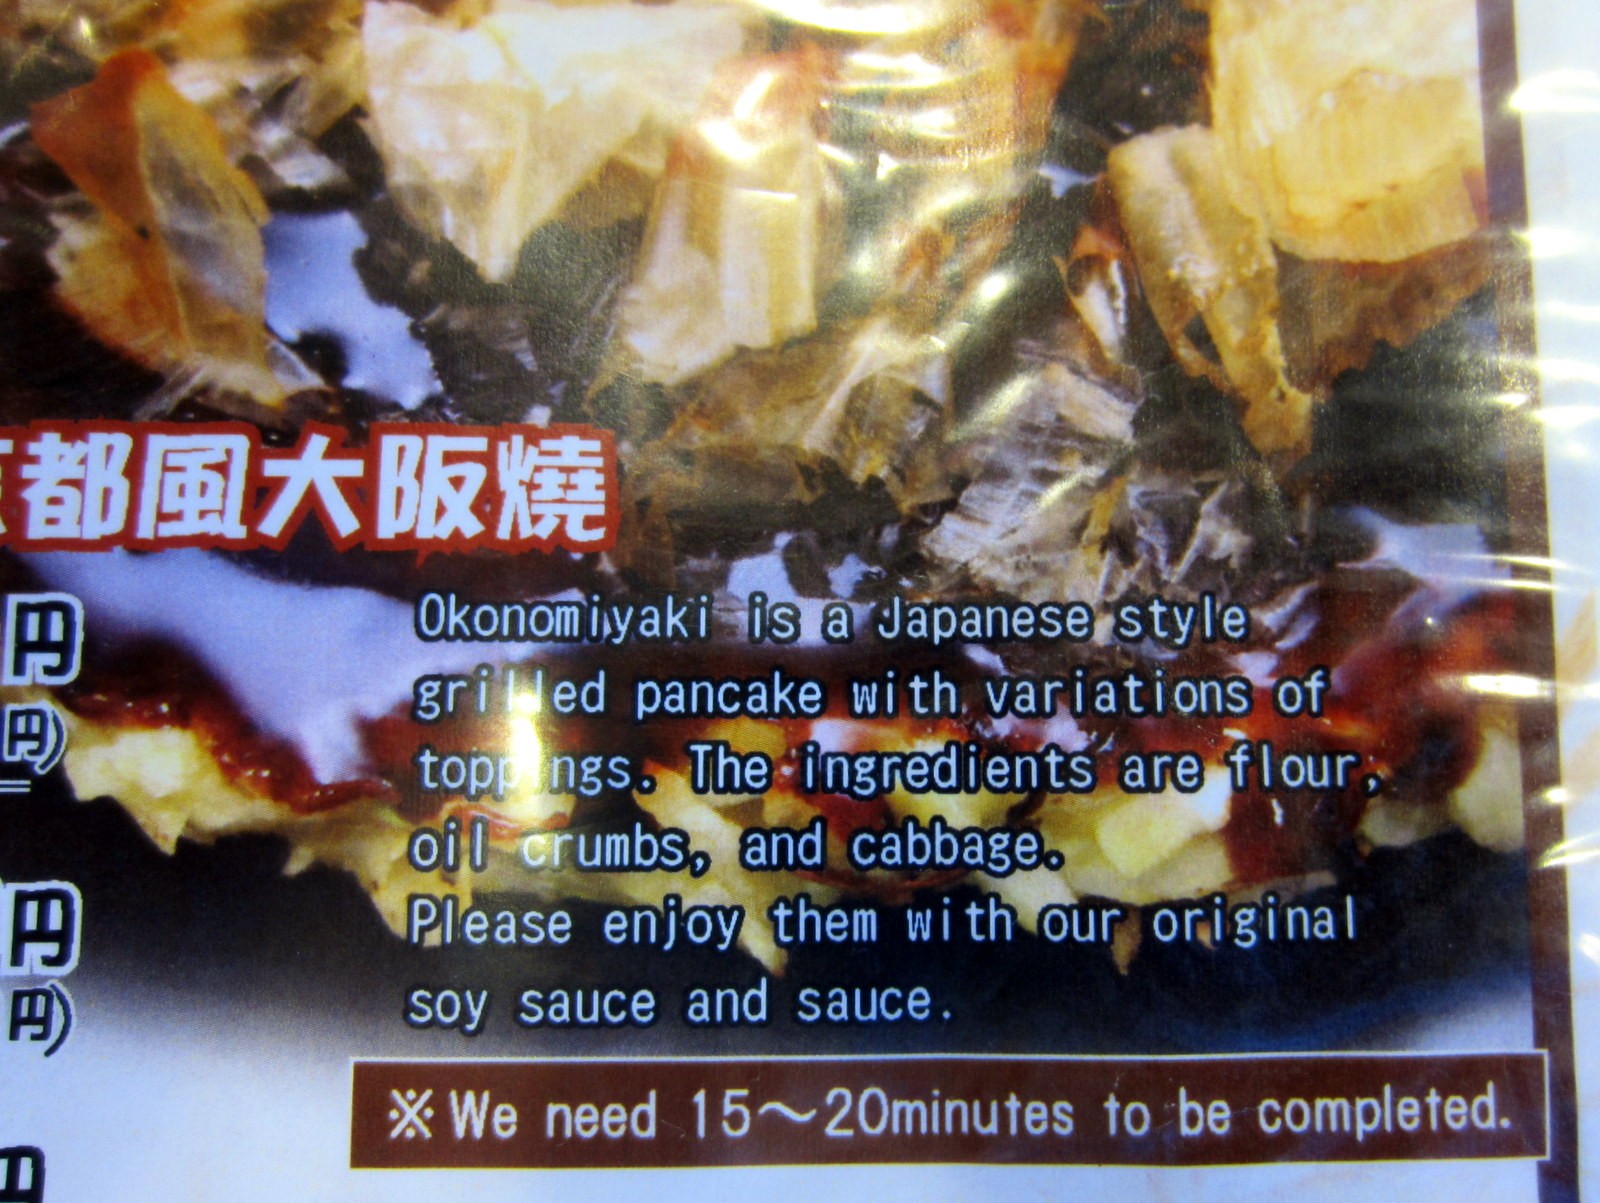 都風大阪燒
円
円)
円
円)
円
Okonomiyaki is a Japanese style
grilled pancake with variations of
toppings. The ingredients are flour,
oil crumbs, and cabbage.
Please enjoy them with our original
soy sauce and sauce.
※We need 15～20minutes to be completed.